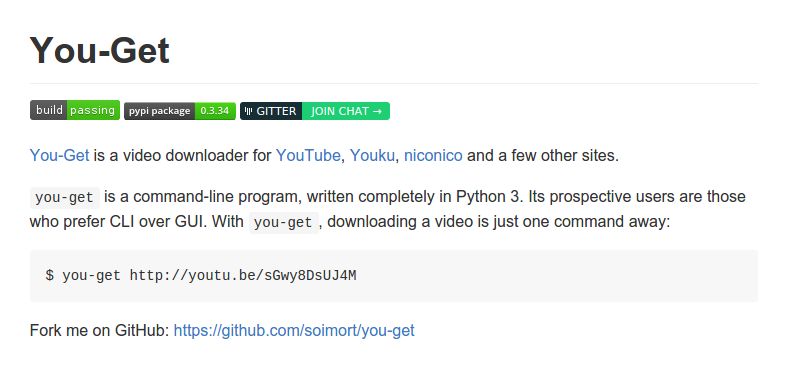 You-Get
build passing pypi package 0.3.34 GITTER JOIN CHAT →
You-Get is a video downloader for YouTube, Youku, niconico and a few other sites.
you-get is a command-line program, written completely in Python 3. Its prospective users are those
who prefer CLI over GUI. With you-get, downloading a video is just one command away:
$ you-get http://youtu.be/sGwy8DsUJ4M
Fork me on GitHub: https://github.com/soimort/you-get